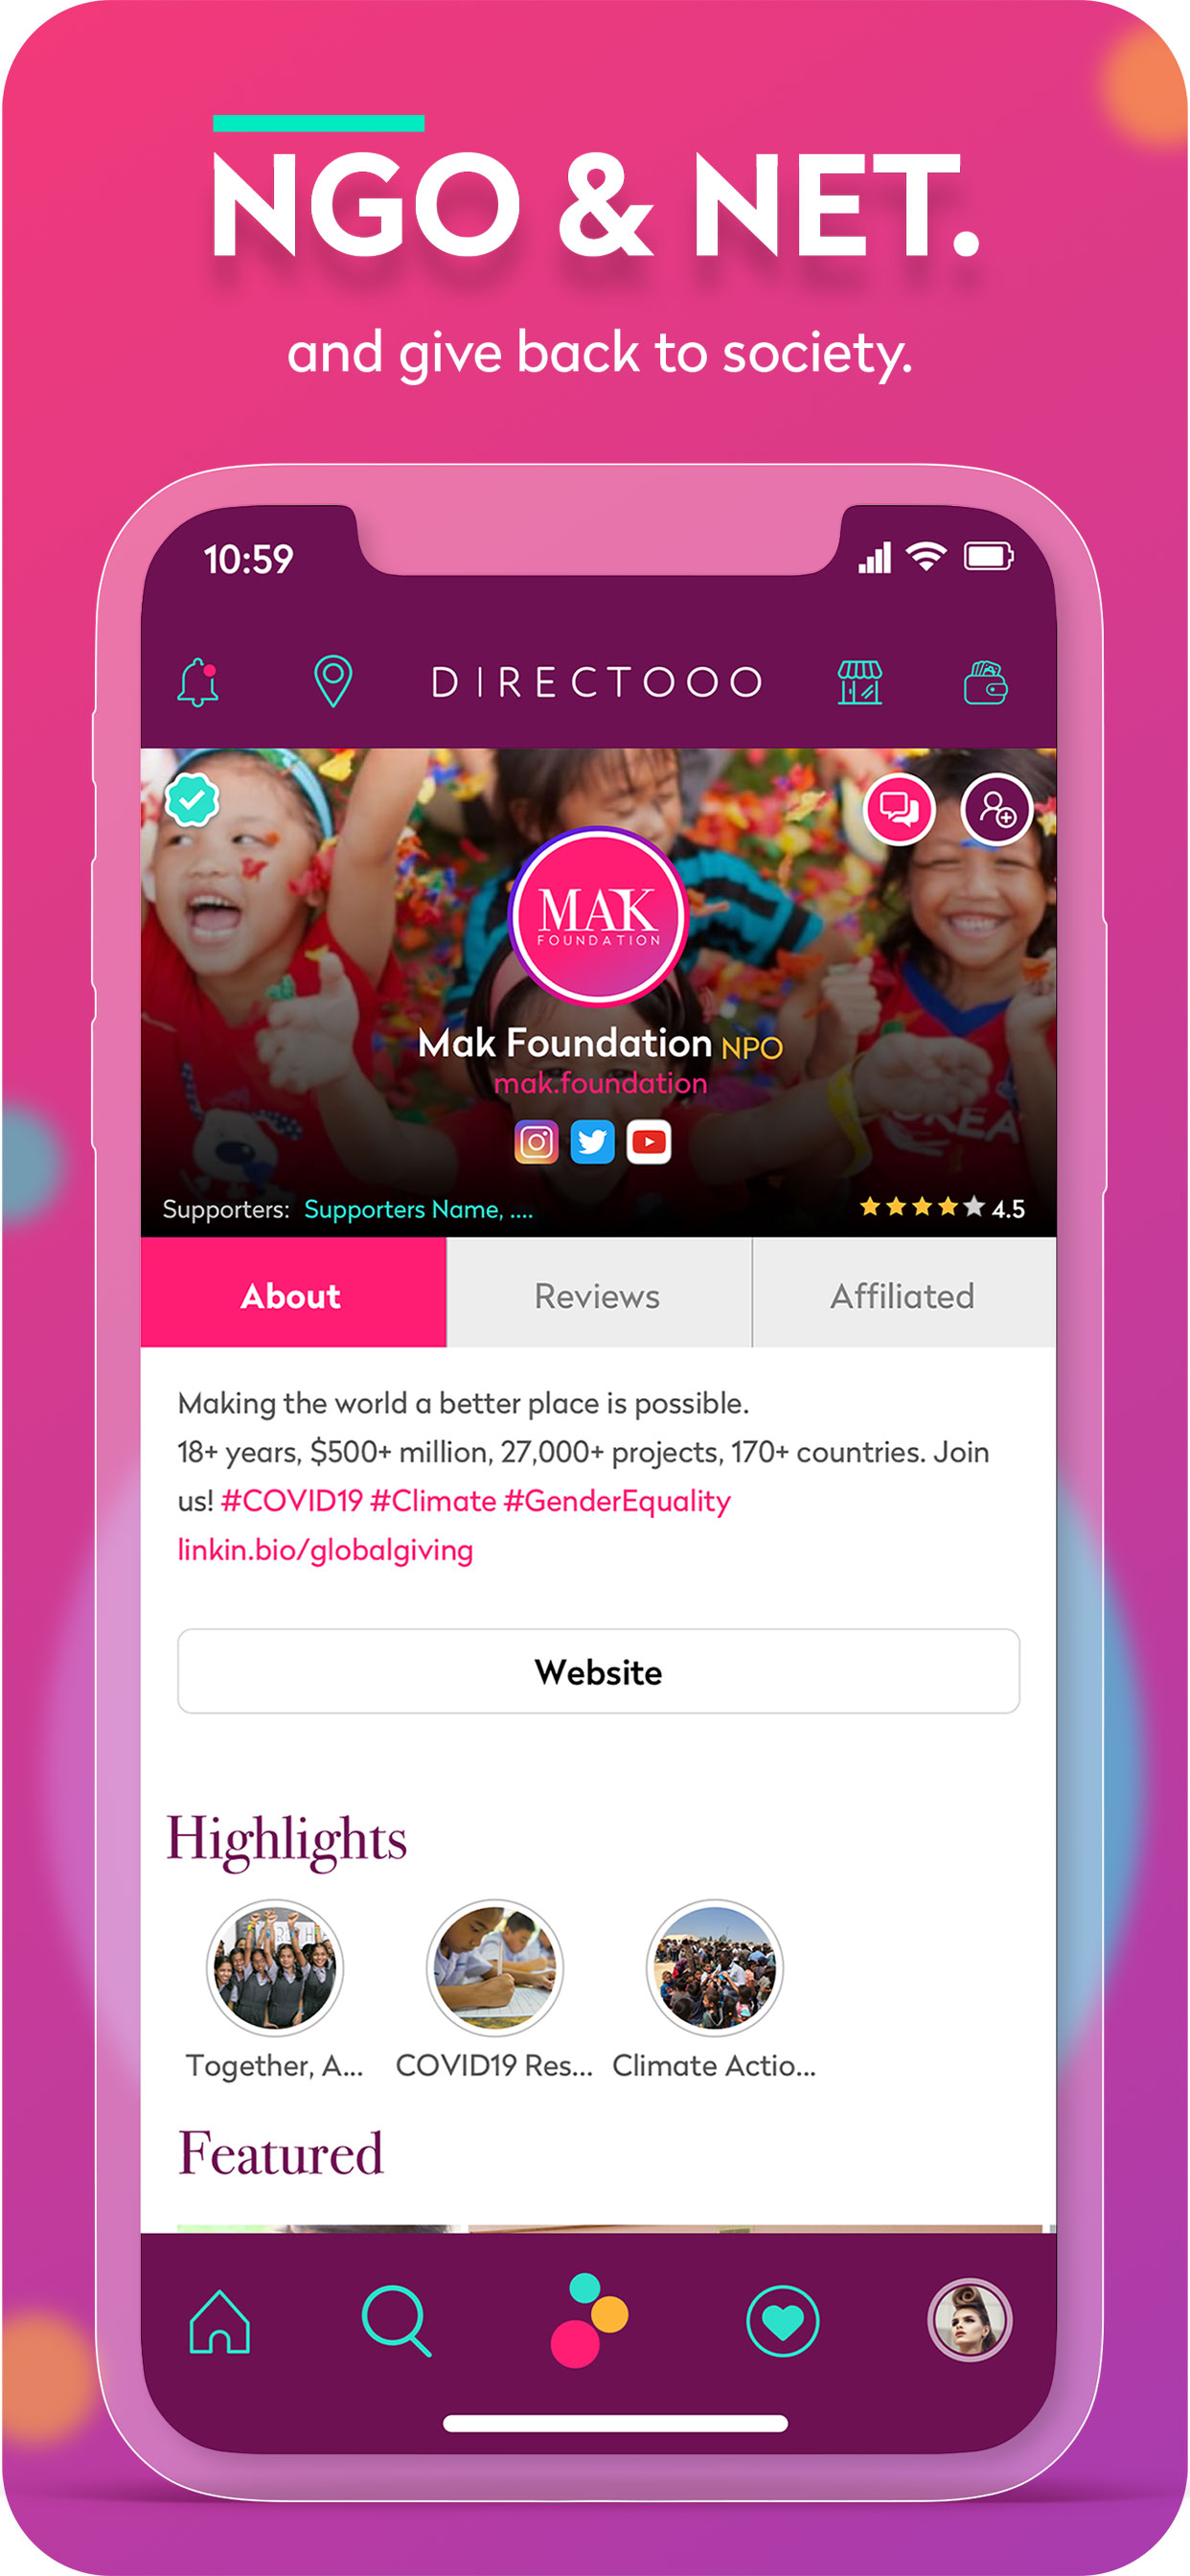 NGO & NET.
and give back to society.
10:59
DIRECTOOO
MAK
FOUNDATION
Mak Foundation NPO
mak.foundation
Supporters: Supporters Name, ....
4.5
About
Reviews
Affiliated
Making the world a better place is possible.
18+ years, $500+ million, 27,000+ projects, 170+ countries. Join
us! #COVID19 #Climate #GenderEquality
linkin.bio/globalgiving
Website
Highlights
Together, A...
COVID19 Res...
Climate Actio...
Featured